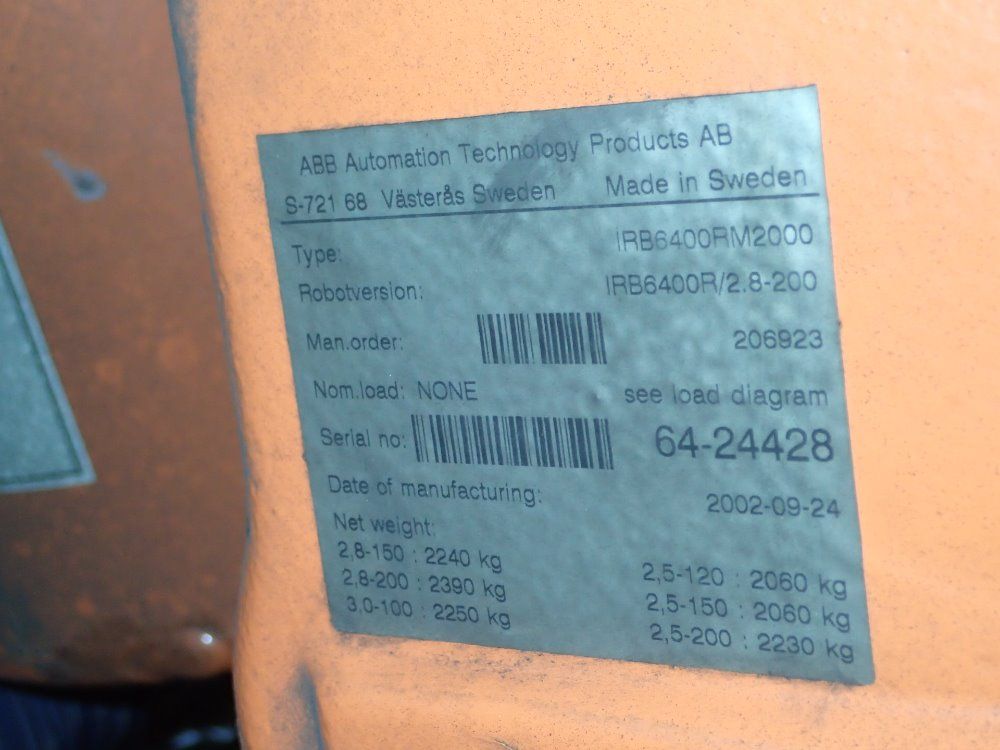 ABB Automation Technology Products AB
S-721 68 Västerås Sweden Made in Sweden
Type: IRB6400RM2000
Robotversion: IRB6400R/2.8-200
Man.order: 206923
Nom.load: NONE see load diagram
Serial no: 64-24428
Date of manufacturing: 2002-09-24
Net weight:
2,8-150 : 2240 kg 2,5-120 : 2060 kg
2,8-200 : 2390 kg 2,5-150 : 2060 kg
3,0-100 : 2250 kg 2,5-200 : 2230 kg